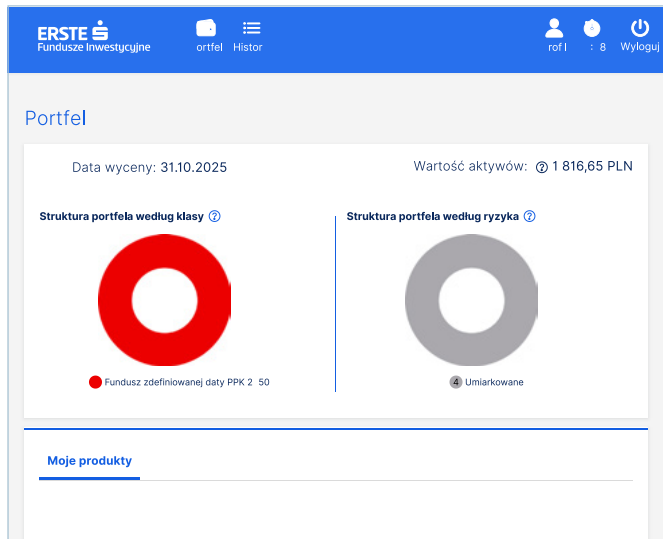 ERSTE
Fundusze Inwestycyjne
ortfel Histor
rof l : 8 Wyloguj
Portfel
Data wyceny: 31.10.2025 Wartość aktywów: ? 1 816,65 PLN
Struktura portfela według klasy ? Struktura portfela według ryzyka ?
Fundusz zdefiniowanej daty PPK 2 50 4 Umiarkowane
Moje produkty